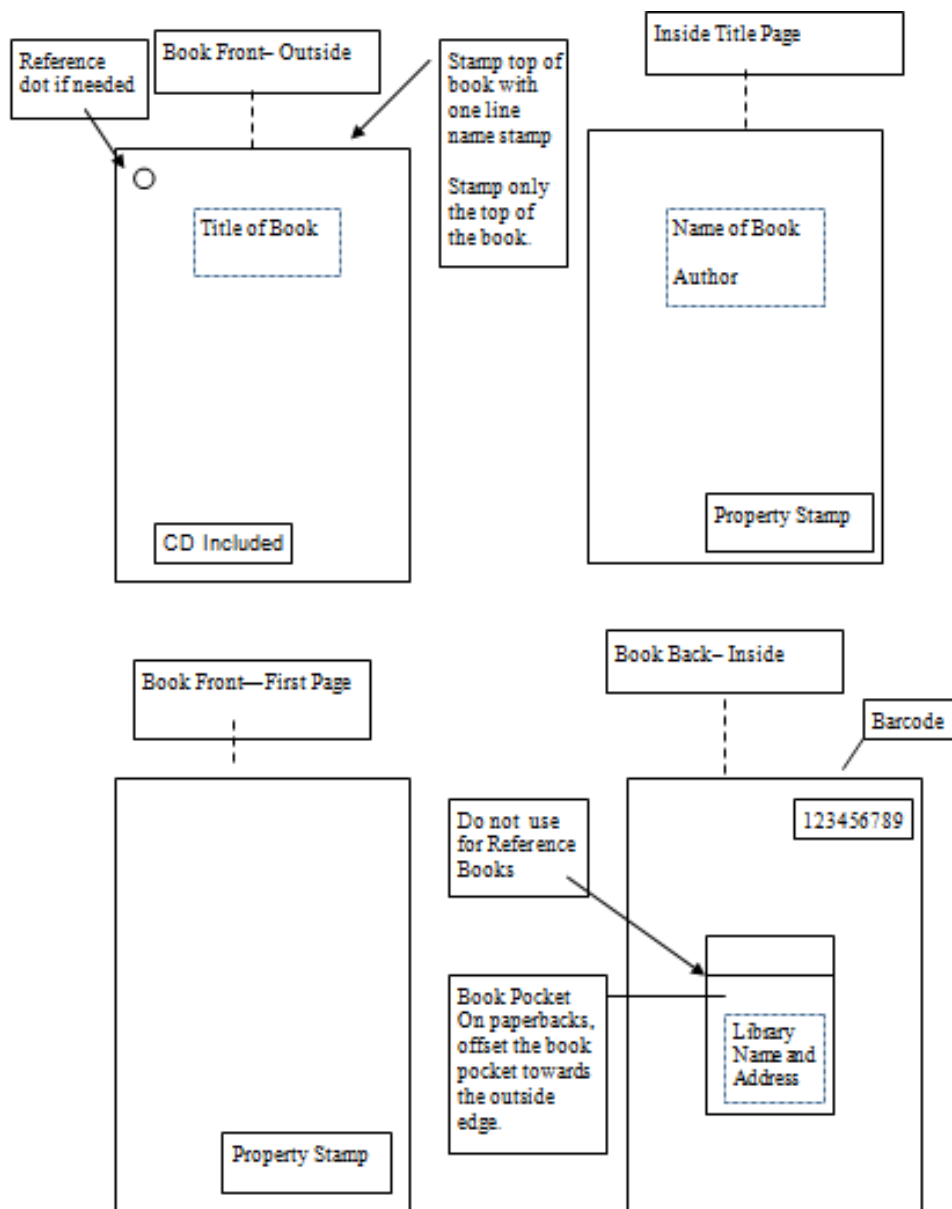 Reference
dot if needed
Book Front– Outside
Stamp top of
book with
one line
name stamp
Stamp only
the top of
the book.
Title of Book
CD Included
Inside Title Page
Name of Book
Author
Property Stamp
Book Front—First Page
Property Stamp
Book Back– Inside
Barcode
123456789
Do not use
for Reference
Books
Book Pocket
On paperbacks,
offset the book
pocket towards
the outside
edge.
Library
Name and
Address